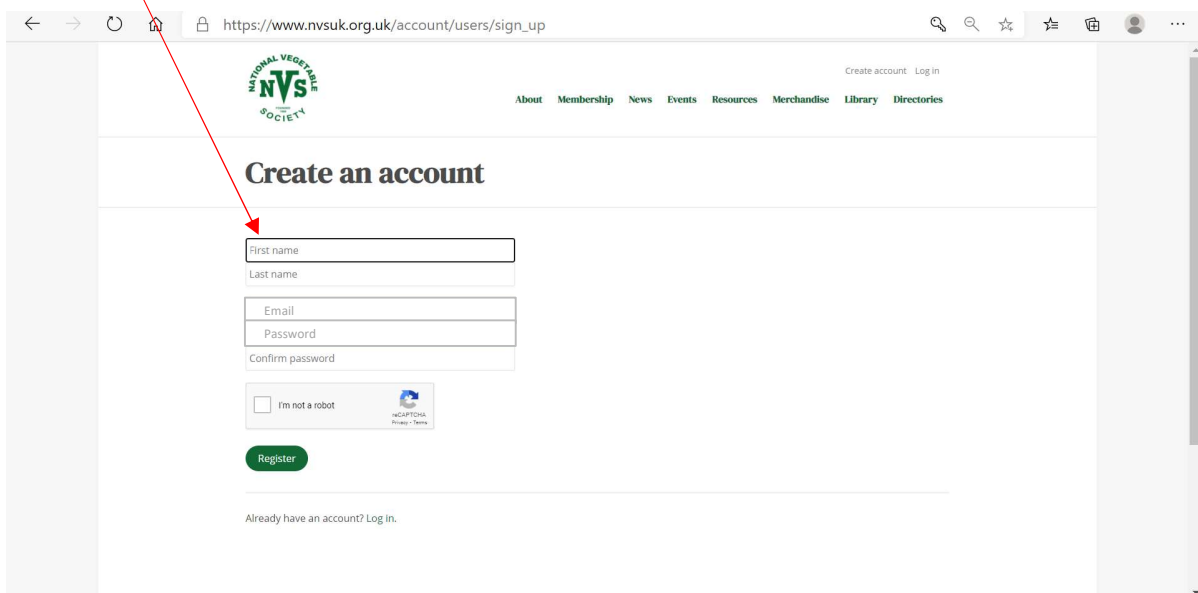 https://www.nvsuk.org.uk/account/users/sign_up
NATIONAL VEGETABLE
NVS
SOCIETY
Create account Log in
About Membership News Events Resources Merchandise Library Directories
Create an account
First name
Last name
Email
Password
Confirm password
I'm not a robot
reCAPTCHA
Privacy - Terms
Register
Already have an account? Log in.